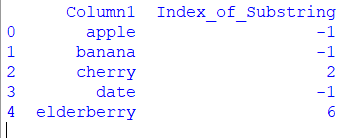 Column1 Index_of_Substring
0 apple -1
1 banana -1
2 cherry 2
3 date -1
4 elderberry 6